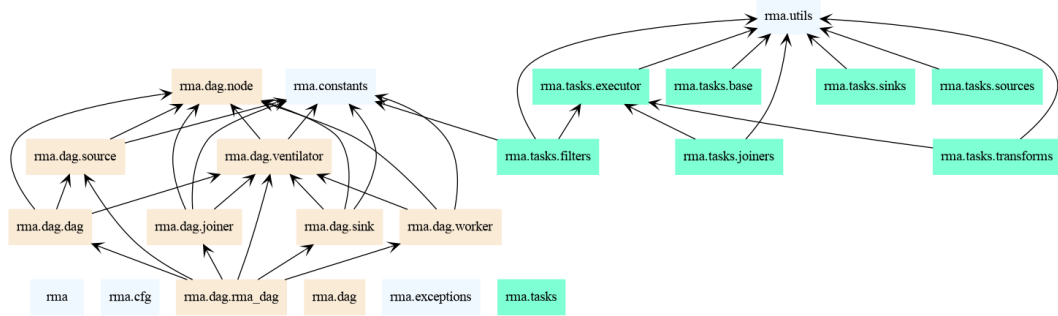 rma.utils
rma.dag.node
rma.constants
rma.tasks.executor
rma.tasks.base
rma.tasks.sinks
rma.tasks.sources
rma.dag.source
rma.dag.ventilator
rma.tasks.filters
rma.tasks.joiners
rma.tasks.transforms
rma.dag.dag
rma.dag.joiner
rma.dag.sink
rma.dag.worker
rma
rma.cfg
rma.dag.rma_dag
rma.dag
rma.exceptions
rma.tasks